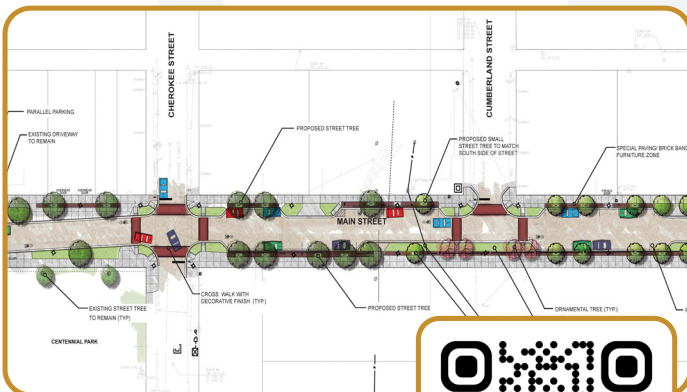 CHEROKEE STREET
CUMBERLAND STREET
PARALLEL PARKING
EXISTING DRIVEWAY
TO REMAIN
PROPOSED STREET TREE
PROPOSED SMALL
STREET TREE TO MATCH
SOUTH SIDE OF STREET
SPECIAL PAVING/ BRICK BAND
FURNITURE ZONE
MAIN STREET
CROSS WALK WITH
DECORATIVE FINISH (TYP.)
EXISTING STREET TREE
TO REMAIN (TYP)
PROPOSED STREET TREE
ORNAMENTAL TREE (TYP.)
CENTENNIAL PARK